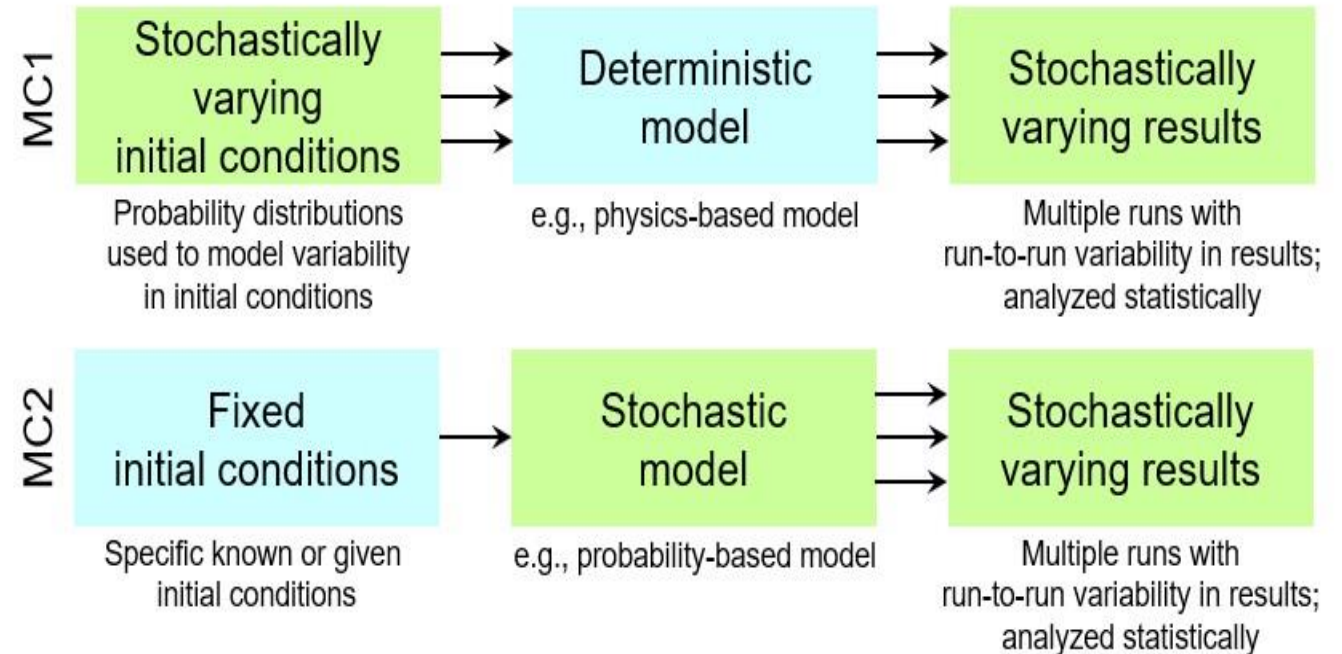 MC1
Stochastically
varying
initial conditions
Probability distributions
used to model variability
in initial conditions
Deterministic
model
e.g., physics-based model
Stochastically
varying results
Multiple runs with
run-to-run variability in results;
analyzed statistically
MC2
Fixed
initial conditions
Specific known or given
initial conditions
Stochastic
model
e.g., probability-based model
Stochastically
varying results
Multiple runs with
run-to-run variability in results;
analyzed statistically